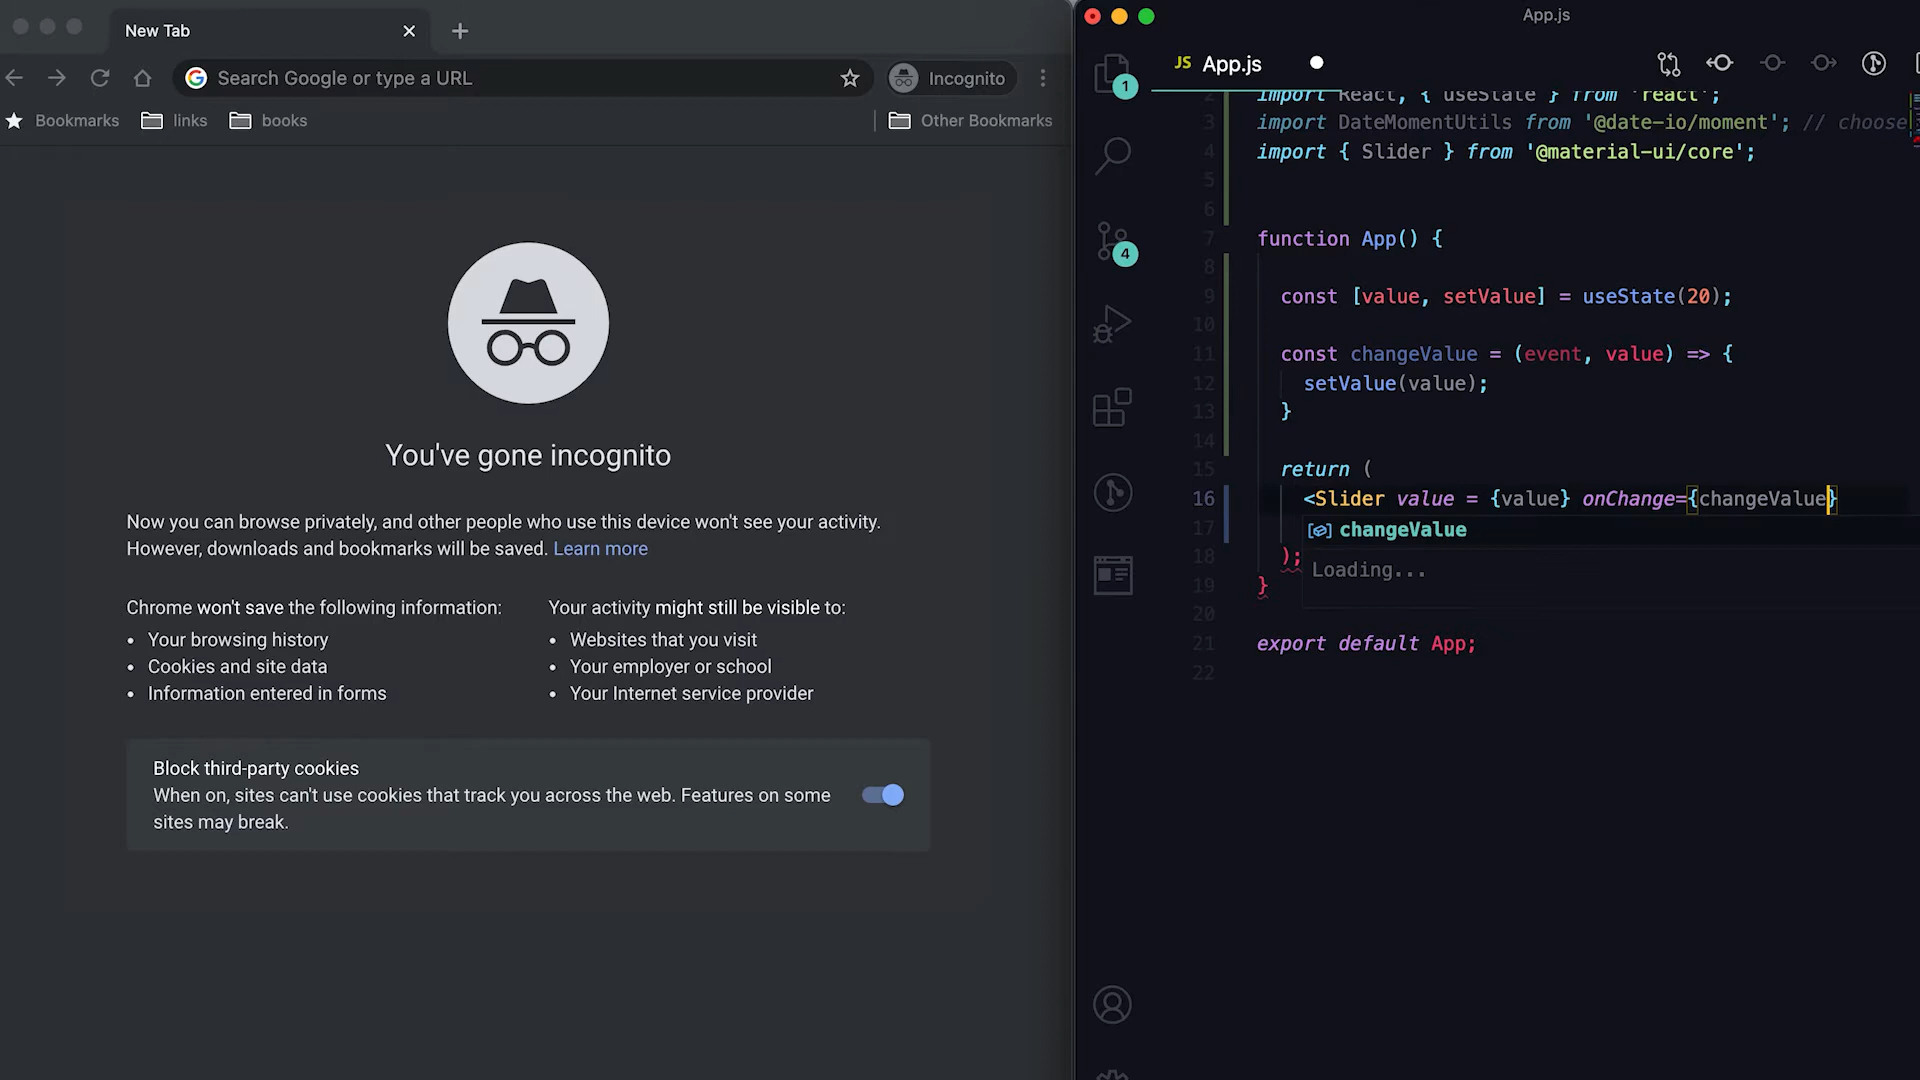 New Tab
Search Google or type a URL
Incognito
Bookmarks
links
books
Other Bookmarks
You've gone incognito
Now you can browse privately, and other people who use this device won't see your activity.
However, downloads and bookmarks will be saved. Learn more
Chrome won't save the following information:
Your browsing history
Cookies and site data
Information entered in forms
Your activity might still be visible to:
Websites that you visit
Your employer or school
Your Internet service provider
Block third-party cookies
When on, sites can't use cookies that track you across the web. Features on some
sites may break.
App.js
JS App.js
1
4
2 import React, { useState } from 'react';
3 import DateMomentUtils from '@date-io/moment'; // choose
4 import { Slider } from '@material-ui/core';
5
6
7 function App() {
8
9 const [value, setValue] = useState(20);
10
11 const changeValue = (event, value) => {
12 setValue(value);
13 }
14
15 return (
16 <Slider value = {value} onChange={changeValue}
17
changeValue
Loading...
18 );
19 }
20
21 export default App;
22